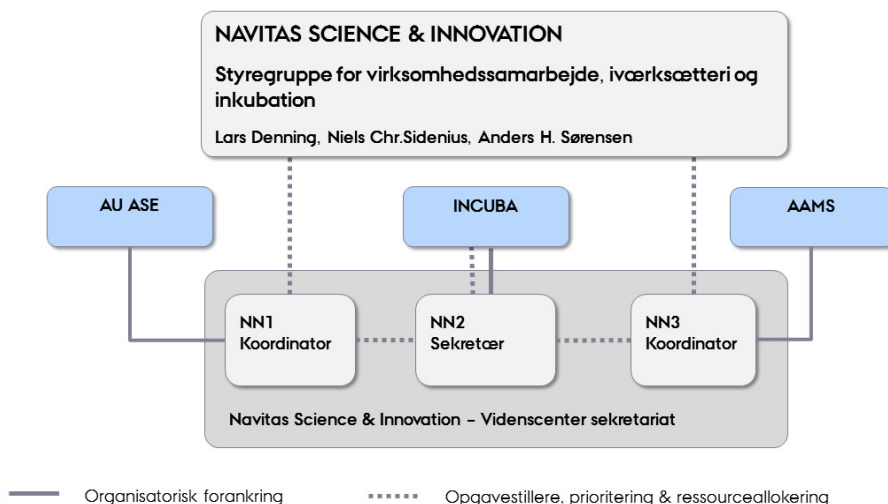 NAVITAS SCIENCE & INNOVATION
Styregruppe for virksomhedssamarbejde, iværksætteri og
inkubation
Lars Denning, Niels Chr.Sidenius, Anders H. Sørensen
AU ASE
INCUBA
AAMS
NN1
Koordinator
NN2
Sekretær
NN3
Koordinator
Navitas Science & Innovation – Videnscenter sekretariat
Organisatorisk forankring
Opgavestillere, prioritering & ressourceallokering